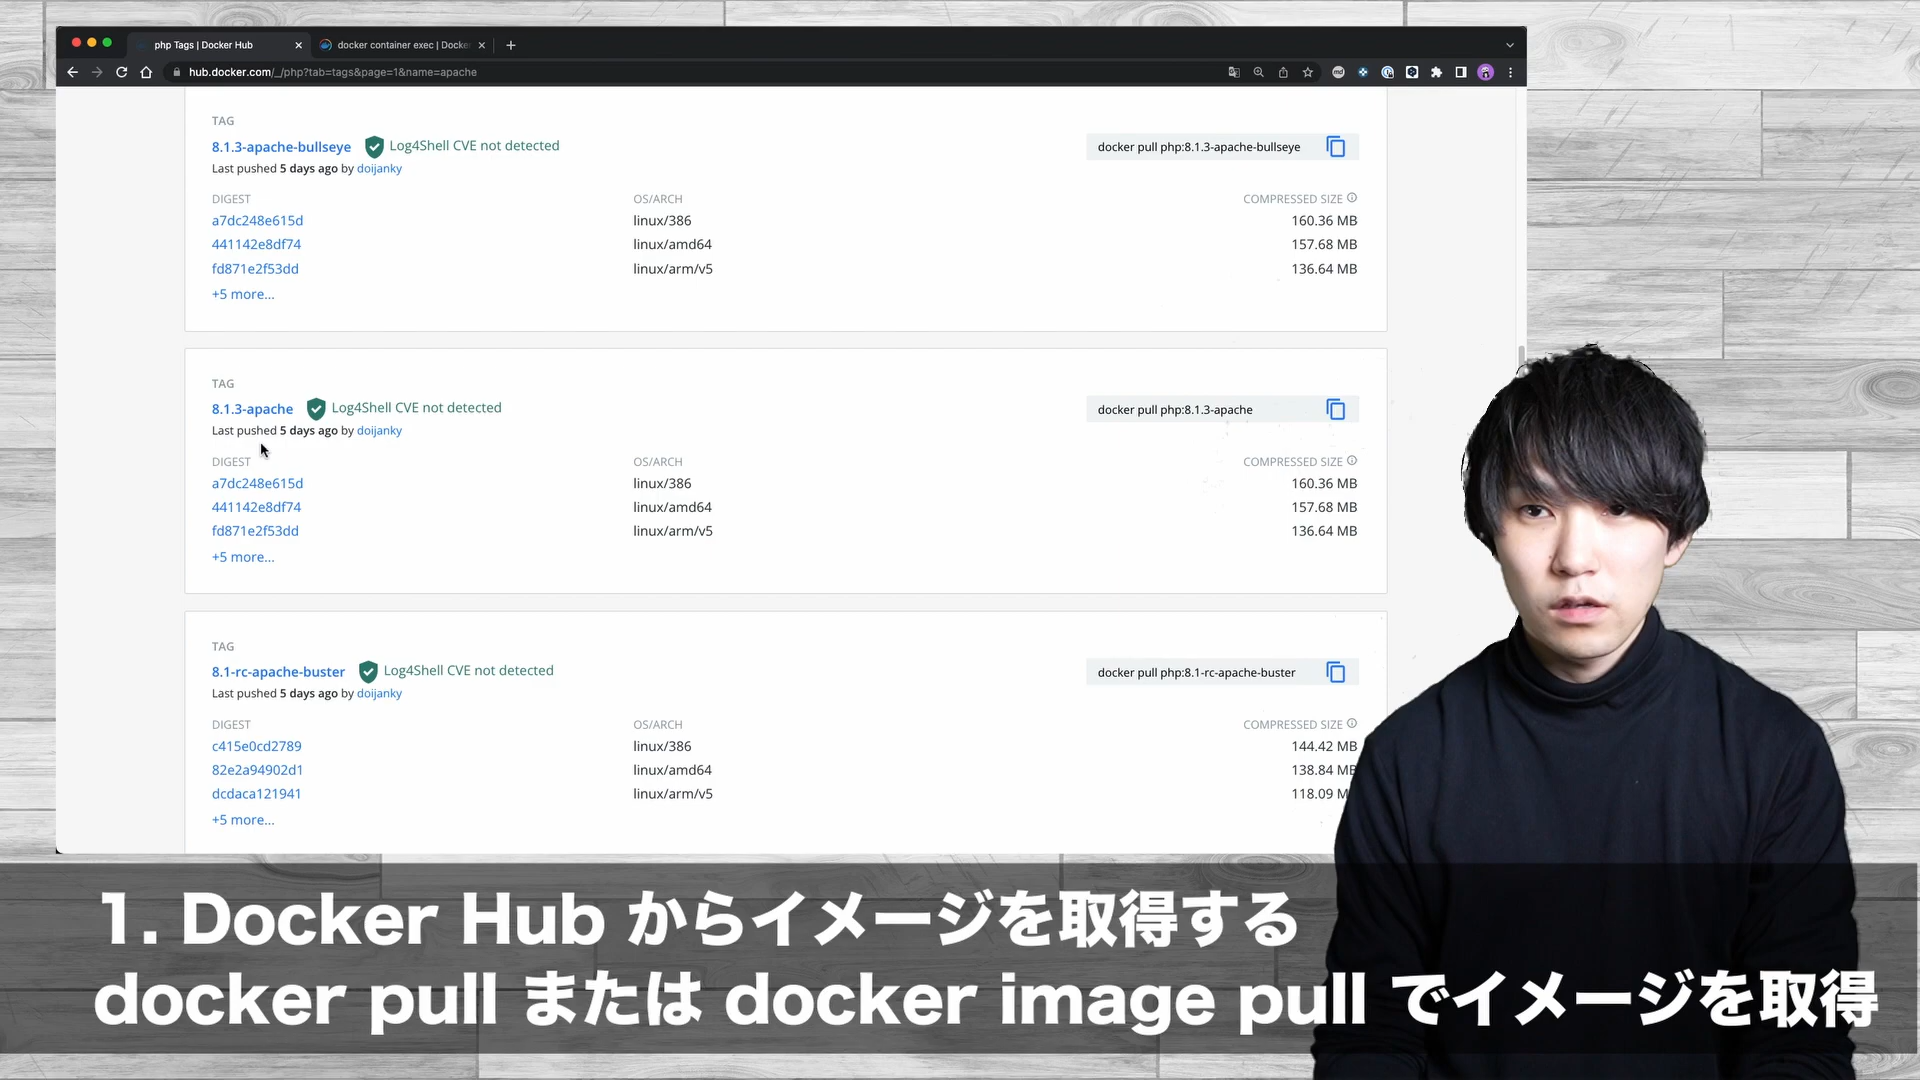 php Tags | Docker Hub
docker container exec | Docke
hub.docker.com/_/php?tab=tags&page=1&name=apache
TAG
8.1.3-apache-bullseye Log4Shell CVE not detected docker pull php:8.1.3-apache-bullseye
Last pushed 5 days ago by doijanky
DIGEST OS/ARCH COMPRESSED SIZE
a7dc248e615d linux/386 160.36 MB
441142e8df74 linux/amd64 157.68 MB
fd871e2f53dd linux/arm/v5 136.64 MB
+5 more...
TAG
8.1.3-apache Log4Shell CVE not detected docker pull php:8.1.3-apache
Last pushed 5 days ago by doijanky
DIGEST OS/ARCH COMPRESSED SIZE
a7dc248e615d linux/386 160.36 MB
441142e8df74 linux/amd64 157.68 MB
fd871e2f53dd linux/arm/v5 136.64 MB
+5 more...
TAG
8.1-rc-apache-buster Log4Shell CVE not detected docker pull php:8.1-rc-apache-buster
Last pushed 5 days ago by doijanky
DIGEST OS/ARCH COMPRESSED SIZE
c415e0cd2789 linux/386 144.42 MB
82e2a94902d1 linux/amd64 138.84 MB
dcdaca121941 linux/arm/v5 118.09 M
+5 more...
1. Docker Hub からイメージを取得する
docker pull または docker image pull でイメージを取得